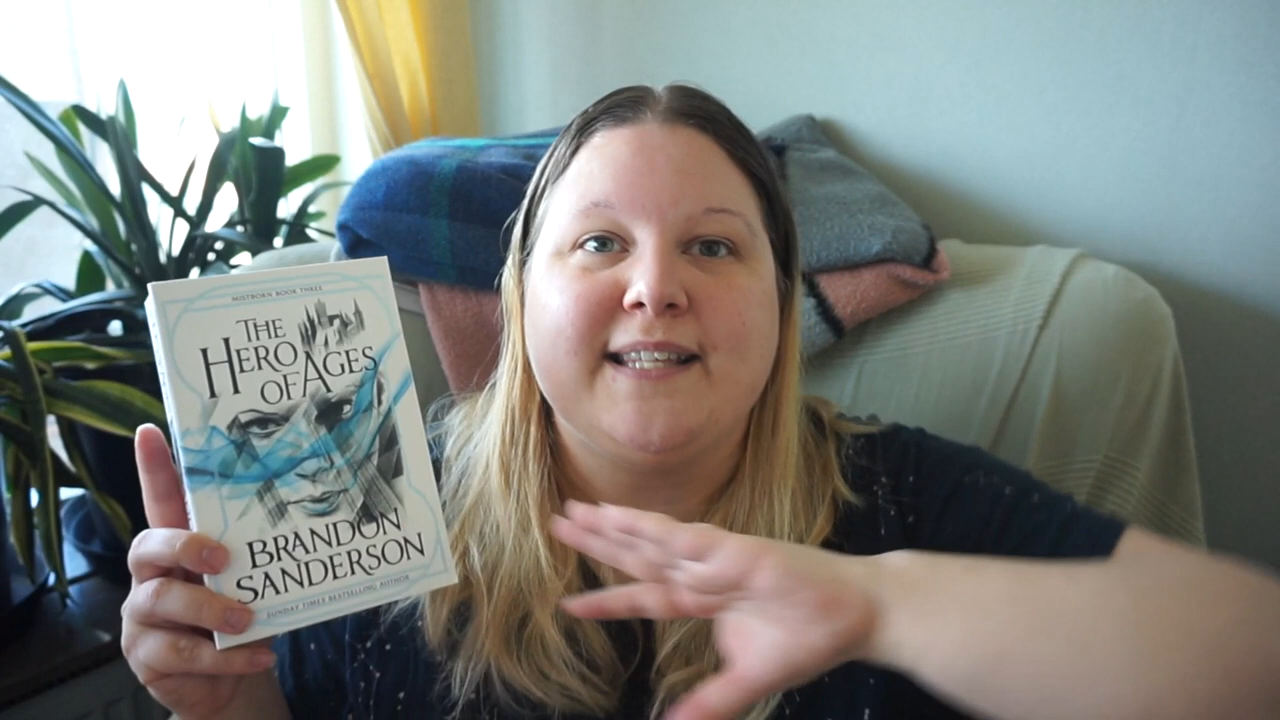 MISTBORN BOOK THREE
THE
HERO
OF AGES
BRANDON
SANDERSON
SUNDAY TIMES BESTSELLING AUTHOR